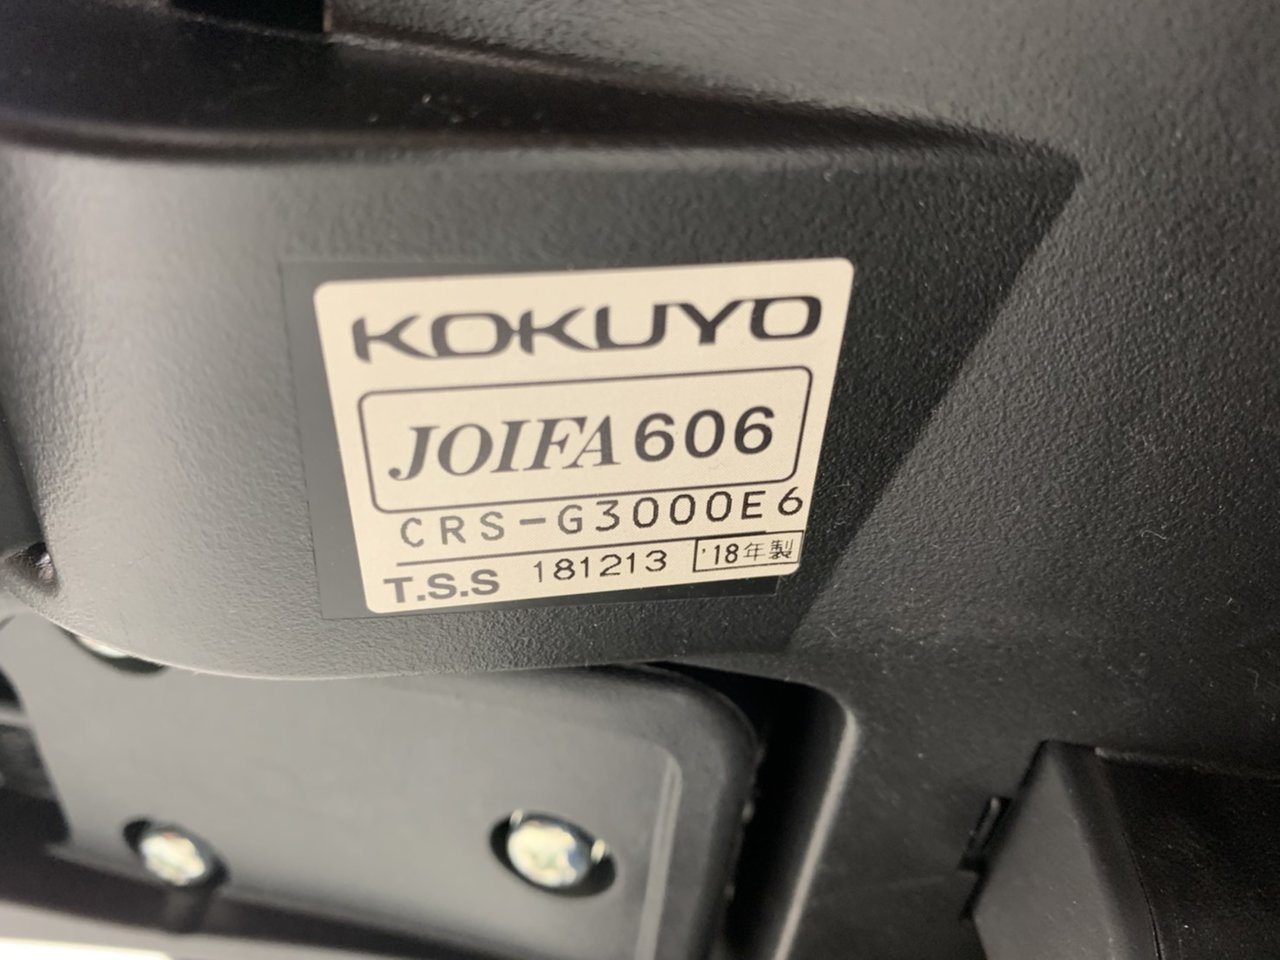 KOKUYO
JOIFA 606
CRS-G3000E6
T.S.S 181213 '18年製